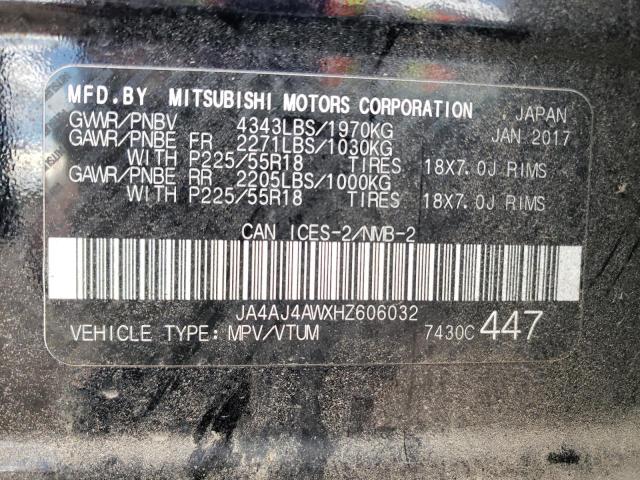 MFD.BY MITSUBISHI MOTORS CORPORATION JAPAN
GVWR/PNBV 4343LBS/1970KG JAN 2017
GAWR/PNBE FR 2271LBS/1030KG
WITH P225/55R18 TIRES 18X7.0J RIMS
GAWR/PNBE RR 2205LBS/1000KG
WITH P225/55R18 TIRES 18X7.0J RIMS
CAN ICES-2/NMB-2
JA4AJ4AWXHZ606032
VEHICLE TYPE: MPV/VTUM 7430C 447